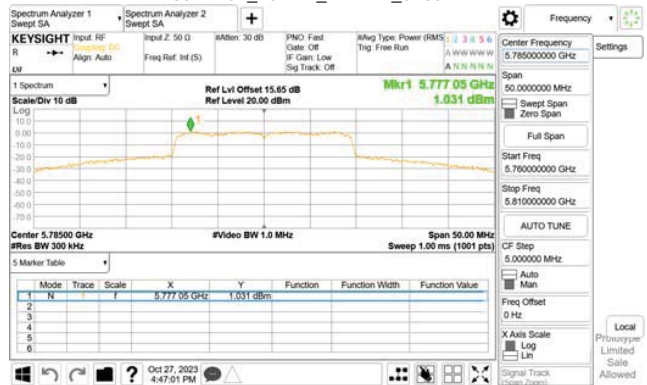 Spectrum Analyzer 1
Swept SA
Spectrum Analyzer 2
Swept SA
+
Frequency
KEYSIGHT
R
Input: RF
Coupling: DC
Align: Auto
Input Z: 50 Ω
Freq Ref: Int (S)
#Atten: 30 dB
PNO: Fast
Gate: Off
IF Gain: Low
Sig Track: Off
#Avg Type: Power (RMS
Trig: Free Run
1 2 3 4 5 6
A W W W W W
A N N N N N
1 Spectrum
Scale/Div 10 dB
Log
Ref Lvl Offset 15.65 dB
Ref Level 20.00 dBm
Mkr1 5.777 05 GHz
1.031 dBm
10.0
0.00
-10.0
-20.0
-30.0
-40.0
-50.0
-60.0
-70.0
1
Center 5.78500 GHz
#Res BW 300 kHz
#Video BW 1.0 MHz
Span 50.00 MHz
Sweep 1.00 ms (1001 pts)
5 Marker Table
Mode Trace Scale X Y Function Function Width Function Value
1 N 1 f 5.777 05 GHz 1.031 dBm
2
3
4
5
6
Oct 27, 2023
4:47:01 PM
Center Frequency
5.785000000 GHz
Span
50.0000000 MHz
Swept Span
Zero Span
Full Span
Start Freq
5.760000000 GHz
Stop Freq
5.810000000 GHz
AUTO TUNE
CF Step
5.000000 MHz
Auto
Man
Freq Offset
0 Hz
X Axis Scale
Log
Lin
Signal Track
(Span Zoom)
Settings
Local
Prototype
Limited
Sale
Allowed